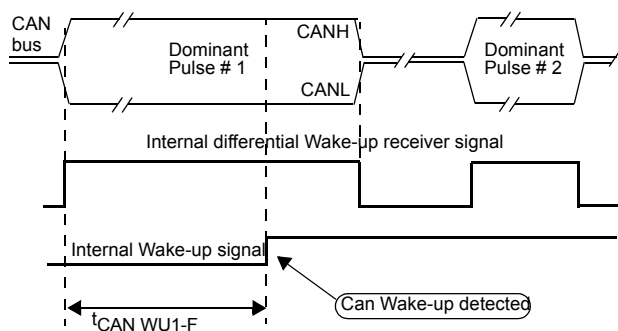 CAN
bus
CANH
Dominant
Pulse # 1
CANL
Dominant
Pulse # 2
Internal differential Wake-up receiver signal
Internal Wake-up signal
Can Wake-up detected
tCAN WU1-F